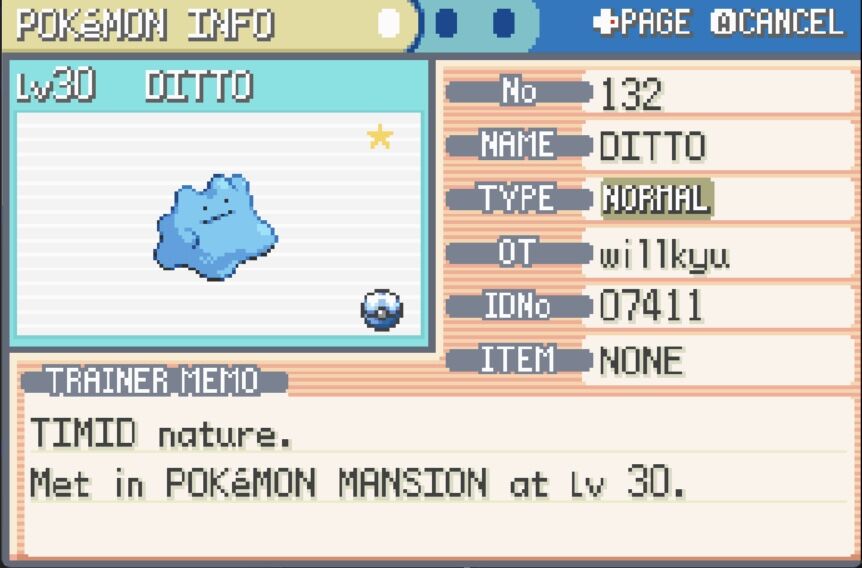 POKéMON INFO
PAGE CANCEL
Lv30 DITTO
No 132
NAME DITTO
TYPE NORMAL
OT willkyu
IDNo 07411
ITEM NONE
TRAINER MEMO
TIMID nature.
Met in POKéMON MANSION at Lv 30.